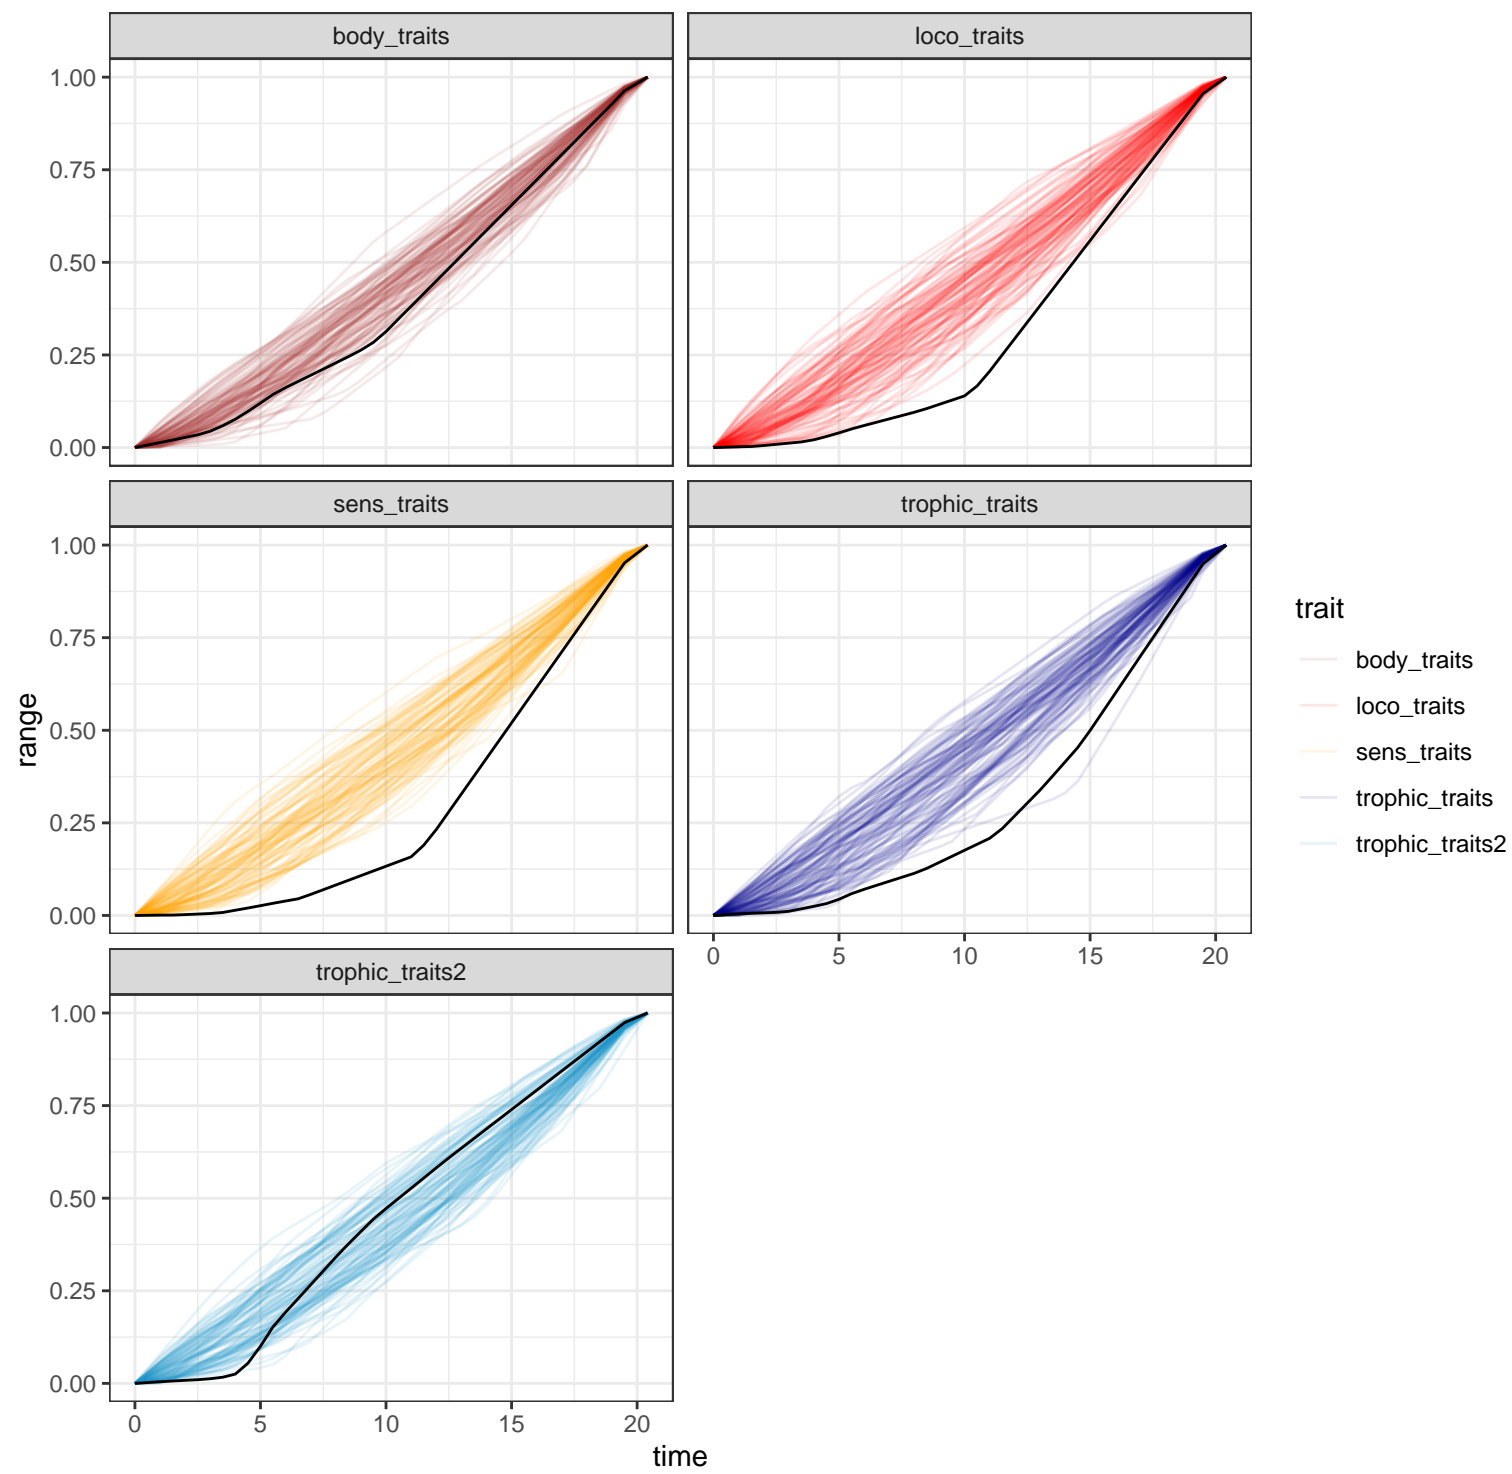 body_traits
loco_traits
1.00
0.75
0.50
0.25
0.00
sens_traits
trophic_traits
1.00
0.75
0.50
0.25
0.00
0 5 10 15 20
trophic_traits2
1.00
0.75
0.50
0.25
0.00
0 5 10 15 20
time
range
trait
body_traits
loco_traits
sens_traits
trophic_traits
trophic_traits2